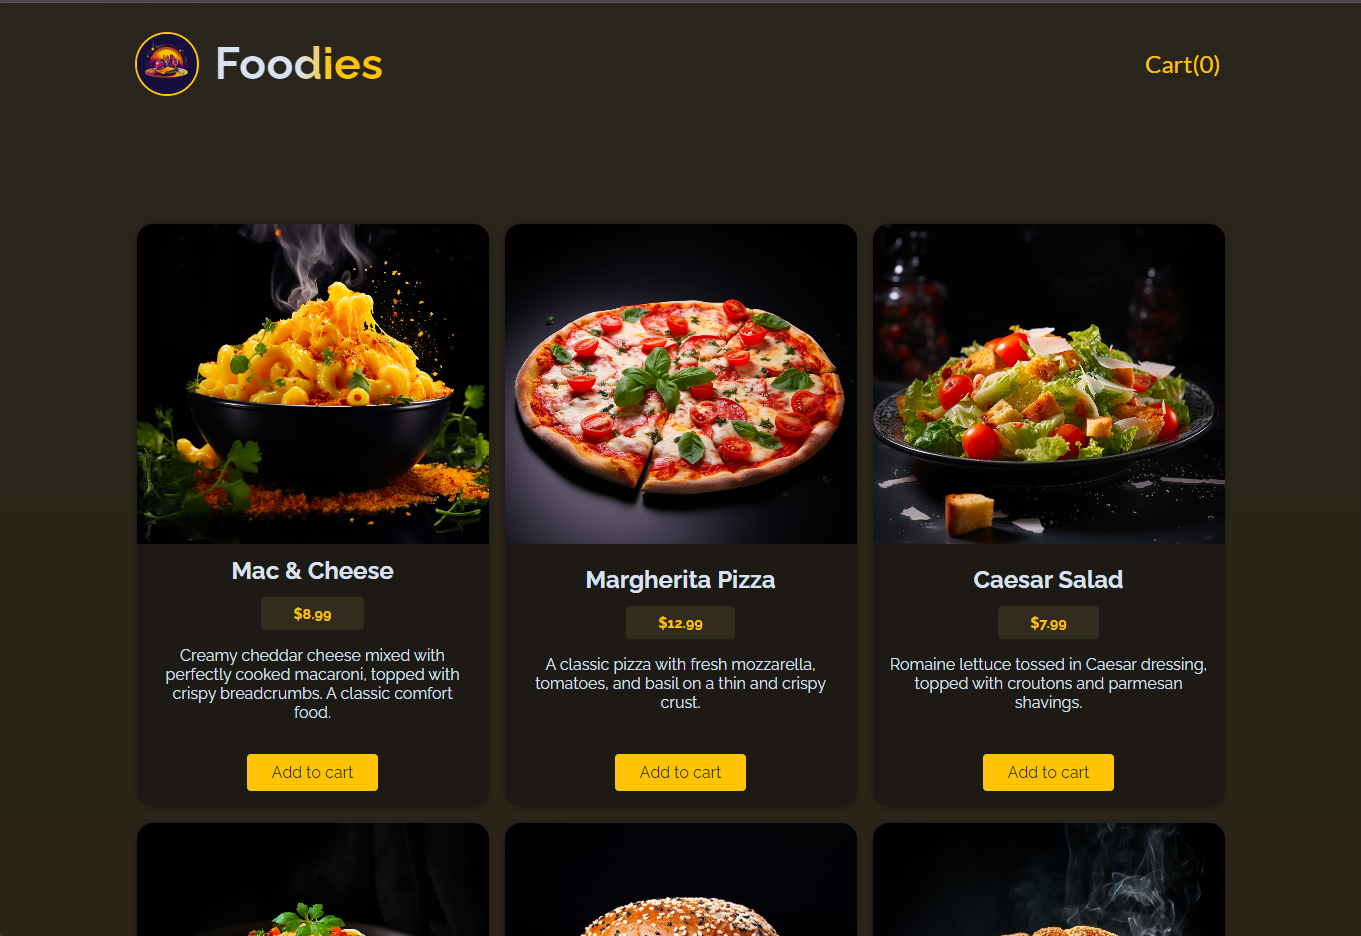 Foodies
Cart(0)
Mac & Cheese
$8.99
Creamy cheddar cheese mixed with
perfectly cooked macaroni, topped with
crispy breadcrumbs. A classic comfort
food.
Add to cart
Margherita Pizza
$12.99
A classic pizza with fresh mozzarella,
tomatoes, and basil on a thin and crispy
crust.
Add to cart
Caesar Salad
$7.99
Romaine lettuce tossed in Caesar dressing,
topped with croutons and parmesan
shavings.
Add to cart